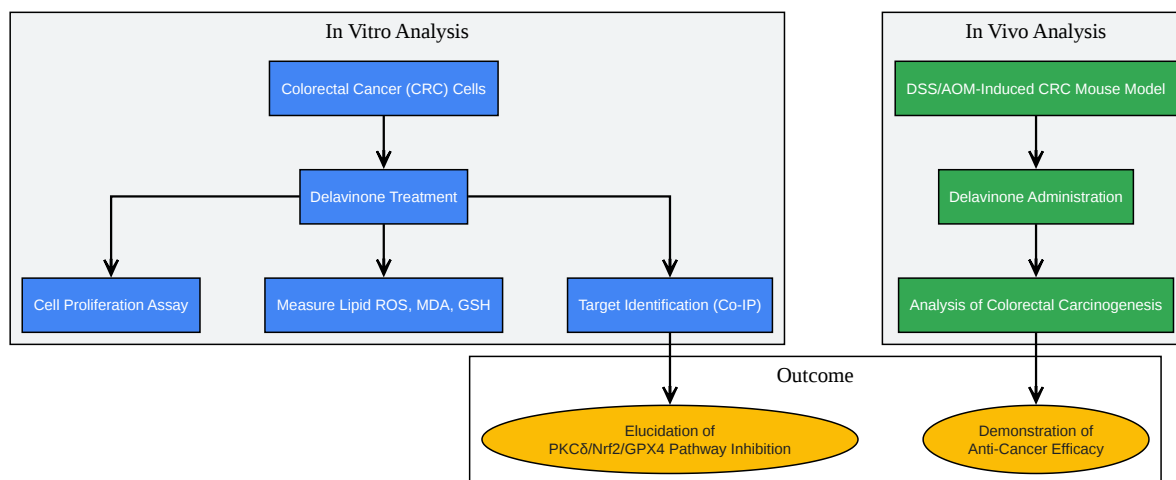 In Vitro Analysis
Colorectal Cancer (CRC) Cells
Delavinone Treatment
Cell Proliferation Assay
Measure Lipid ROS, MDA, GSH
Target Identification (Co-IP)
In Vivo Analysis
DSS/AOM-Induced CRC Mouse Model
Delavinone Administration
Analysis of Colorectal Carcinogenesis
Outcome
Elucidation of
PKCδ/Nrf2/GPX4 Pathway Inhibition
Demonstration of
Anti-Cancer Efficacy